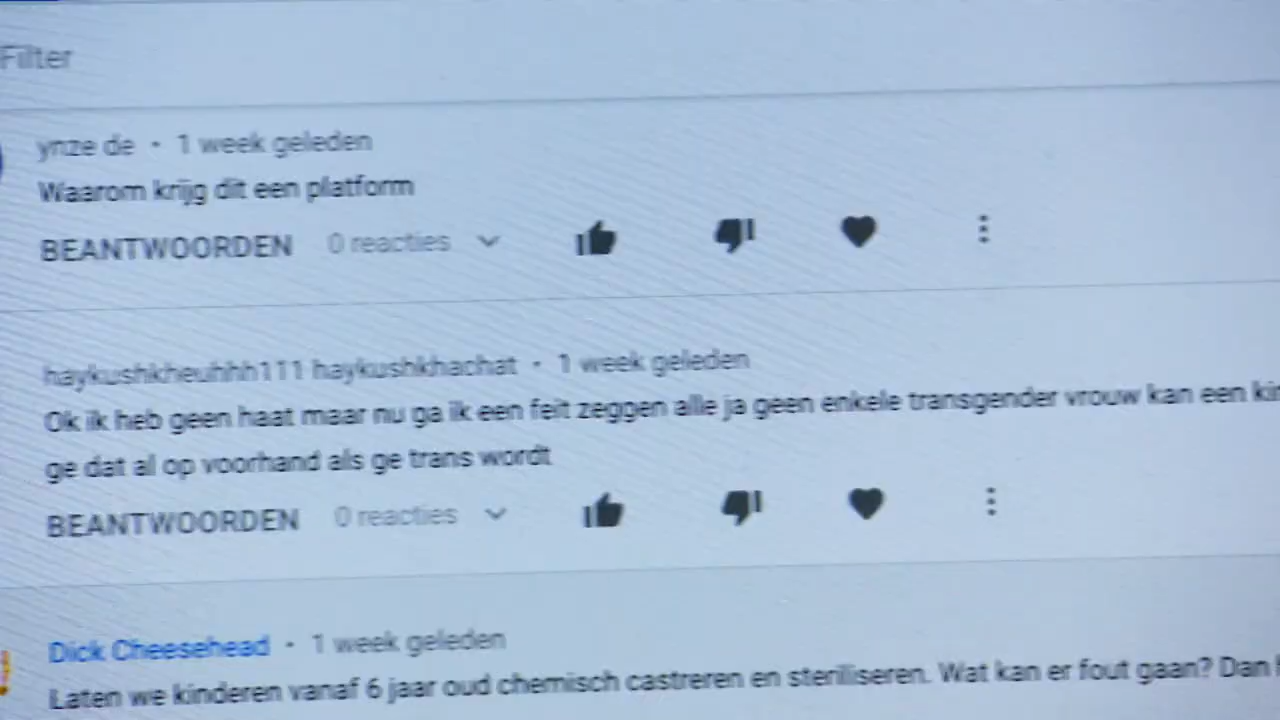 Filter
ynze de • 1 week geleden
Waarom krijg dit een platform
BEANTWOORDEN 0 reacties
haykushkheuhhh111 haykushkhachat • 1 week geleden
Ok ik heb geen haat maar nu ga ik een feit zeggen alle ja geen enkele transgender vrouw kan een
ge dat al op voorhand als ge trans wordt
BEANTWOORDEN 0 reacties
Dick Cheesehead • 1 week geleden
Laten we kinderen vanaf 6 jaar oud chemisch castreren en steriliseren. Wat kan er fout gaan? Dan